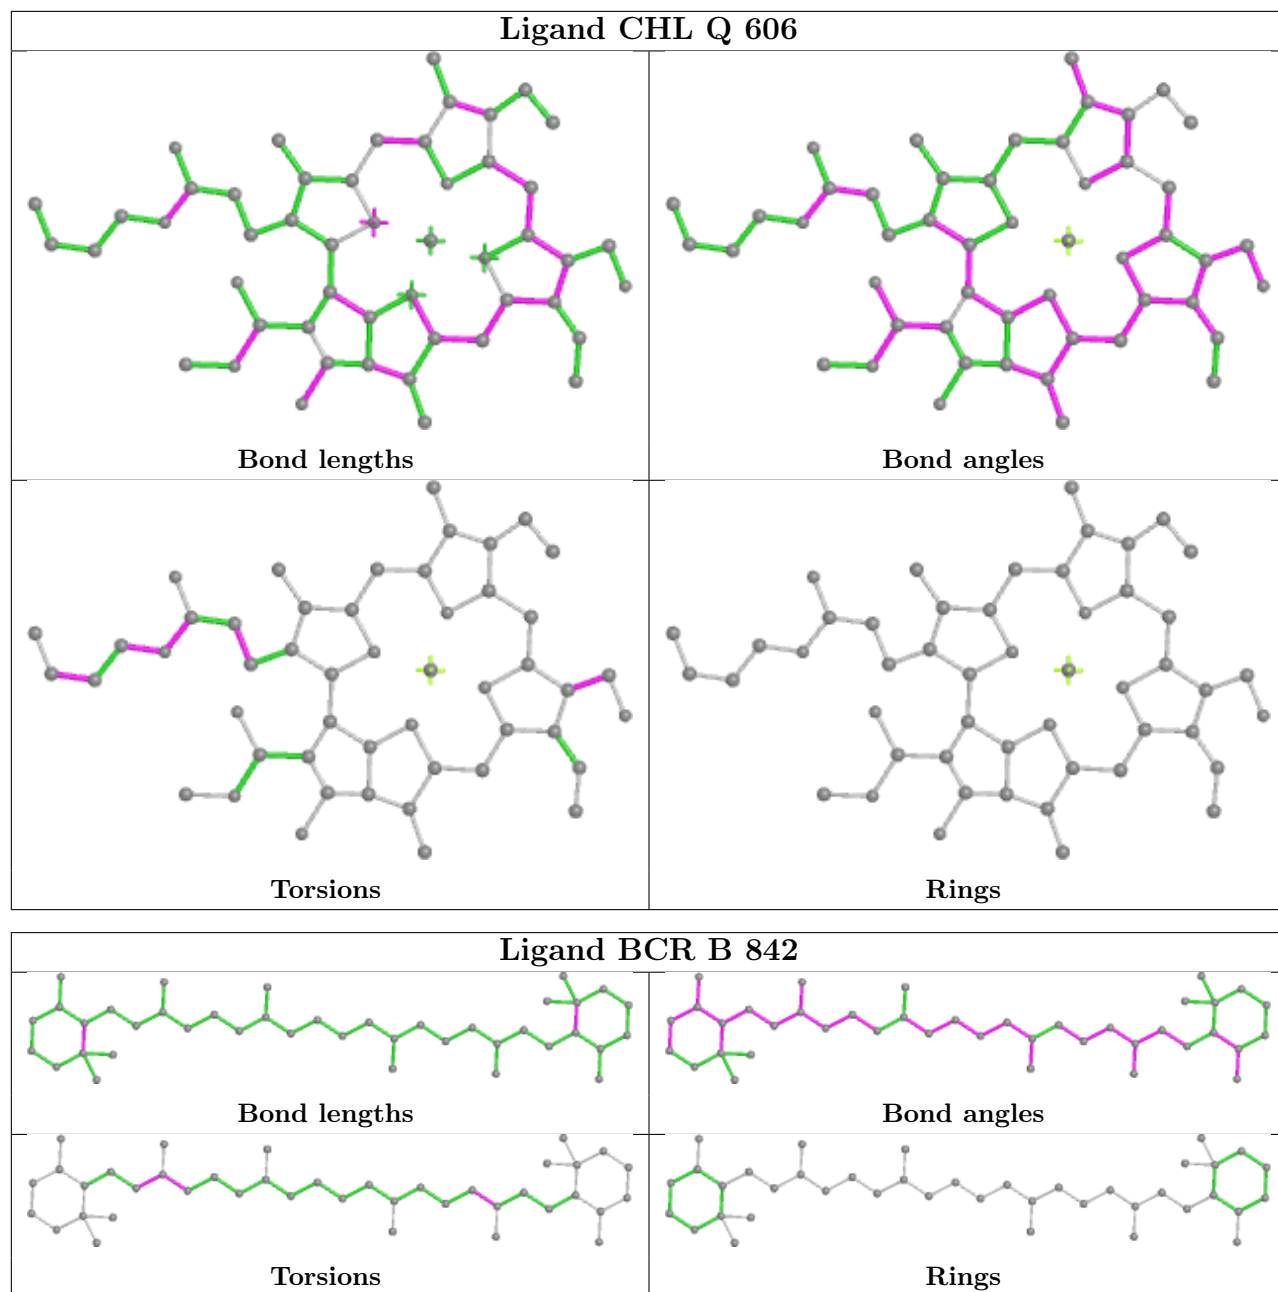 Ligand CHL Q 606
Bond lengths
Bond angles
Torsions
Rings
Ligand BCR B 842
Bond lengths
Bond angles
Torsions
Rings